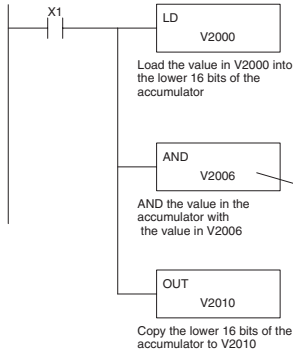 X1
LD
V2000
Load the value in V2000 into
the lower 16 bits of the
accumulator
AND
V2006
AND the value in the
accumulator with
the value in V2006
OUT
V2010
Copy the lower 16 bits of the
accumulator to V2010